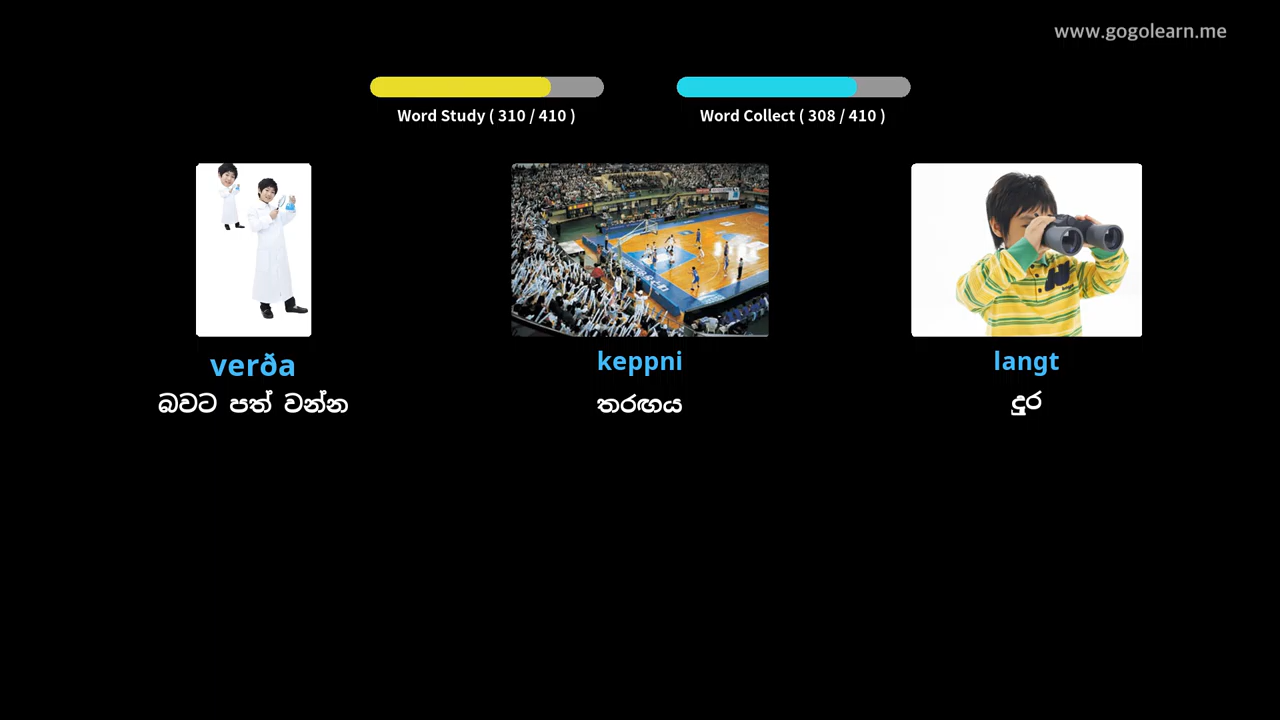 www.gogolearn.me
Word Study ( 310 / 410 )
Word Collect ( 308 / 410 )
verða
keppni
langt
බවට පත් වන්න
තරඟය
දුර